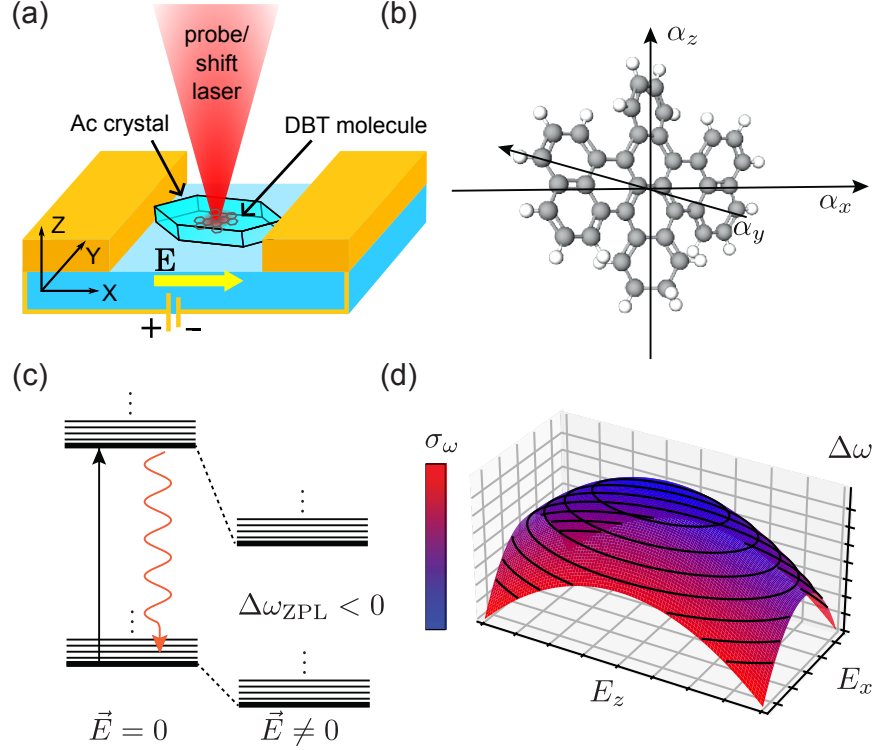 (a)
probe/
shift
laser
Ac crystal
DBT molecule
Z
Y
X
E
+ -
(b)
α_z
α_x
α_y
(c)
Δω_ZPL < 0
E⃗ = 0
E⃗ ≠ 0
(d)
σ_ω
Δω
E_z
E_x